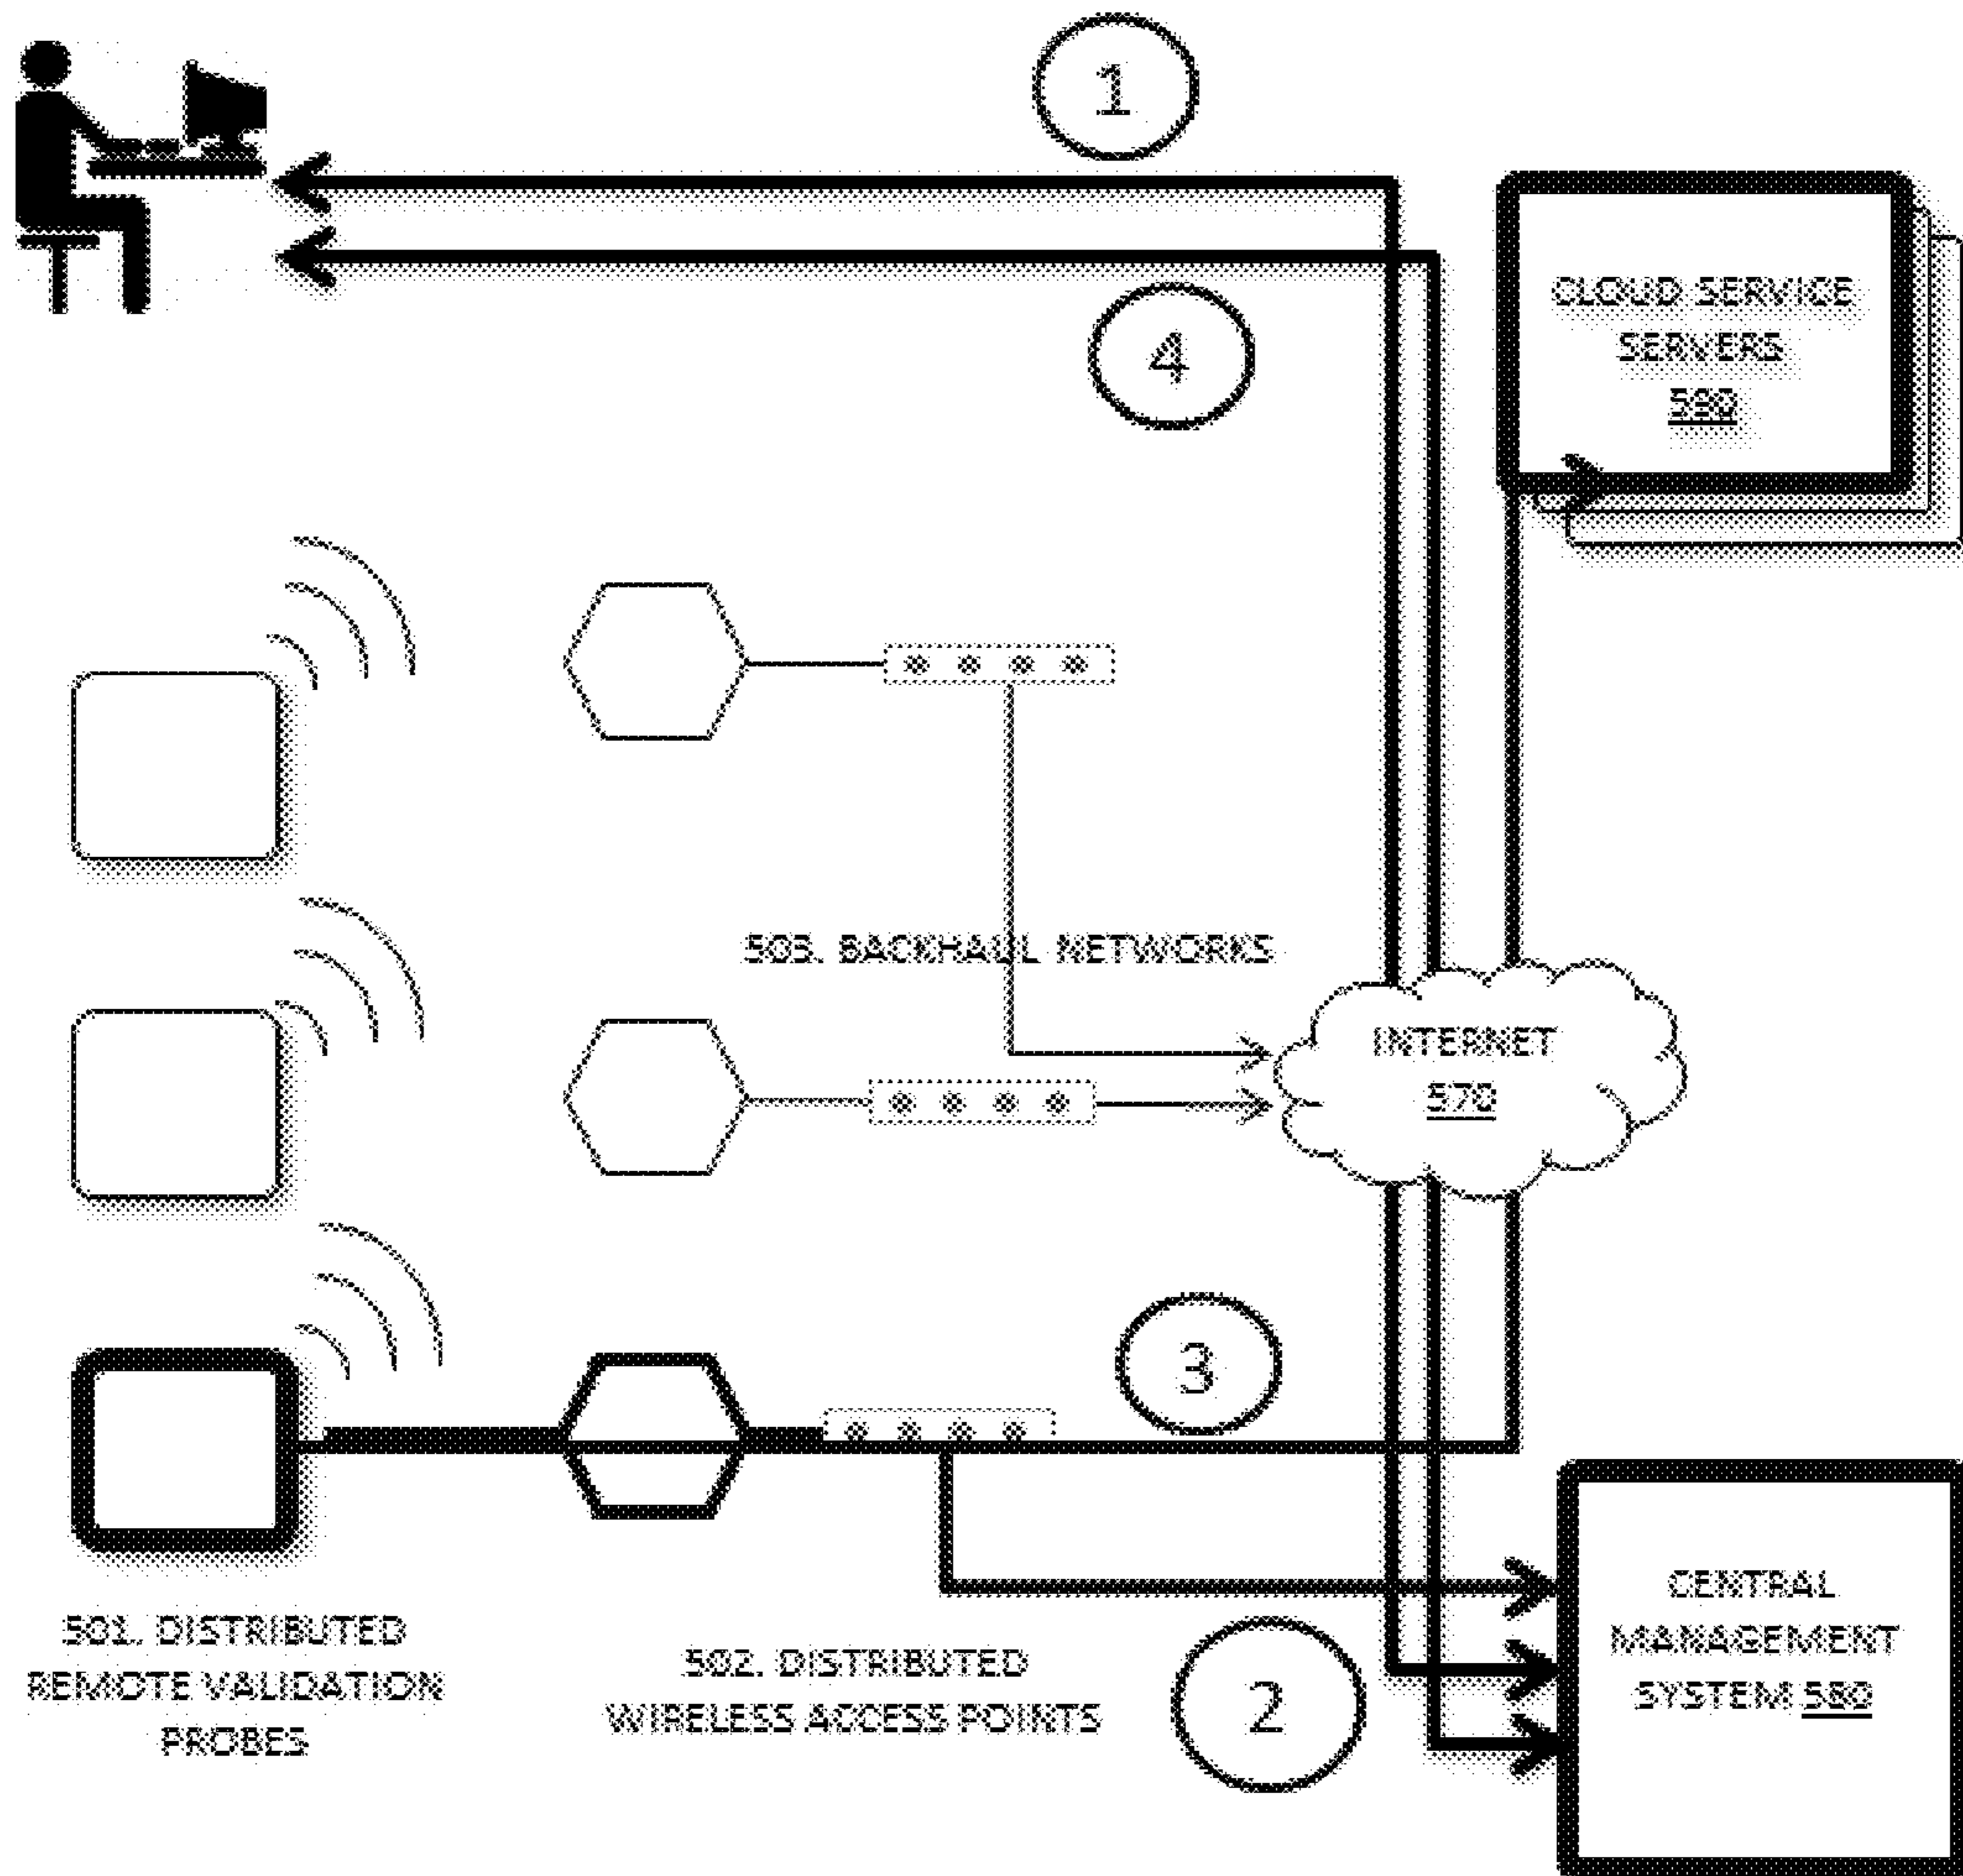 1
4
CLOUD SERVICE
SERVERS
590
503. BACKHAUL NETWORKS
INTERNET
570
3
501. DISTRIBUTED
REMOTE VALIDATION
PROBES
502. DISTRIBUTED
WIRELESS ACCESS POINTS
2
CENTRAL
MANAGEMENT
SYSTEM 580